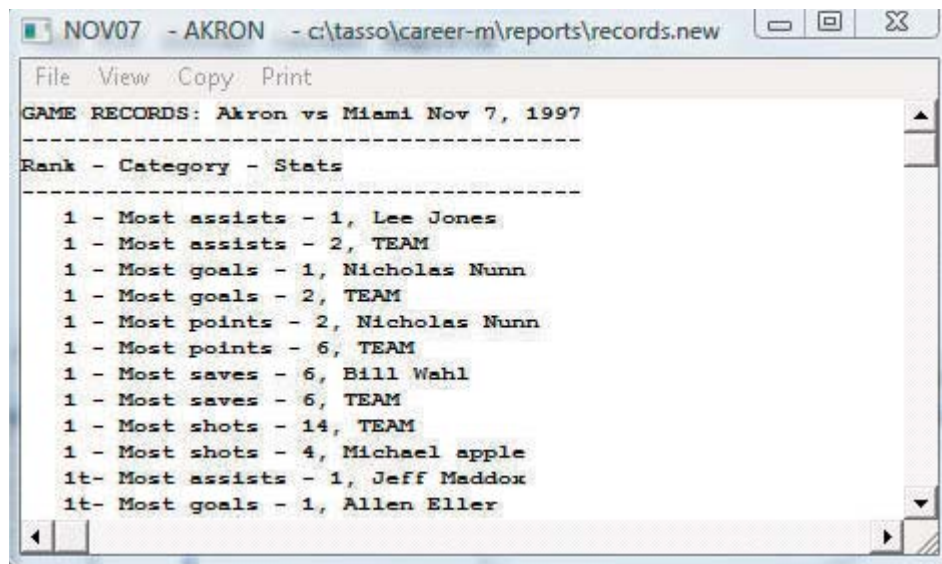 NOV07 - AKRON - c:\tasso\career-m\reports\records.new
File View Copy Print
GAME RECORDS: Akron vs Miami Nov 7, 1997
----------------------------------------
Rank - Category - Stats
----------------------------------------
1 - Most assists - 1, Lee Jones
1 - Most assists - 2, TEAM
1 - Most goals - 1, Nicholas Nunn
1 - Most goals - 2, TEAM
1 - Most points - 2, Nicholas Nunn
1 - Most points - 6, TEAM
1 - Most saves - 6, Bill Wahl
1 - Most saves - 6, TEAM
1 - Most shots - 14, TEAM
1 - Most shots - 4, Michael apple
1t- Most assists - 1, Jeff Maddox
1t- Most goals - 1, Allen Eller